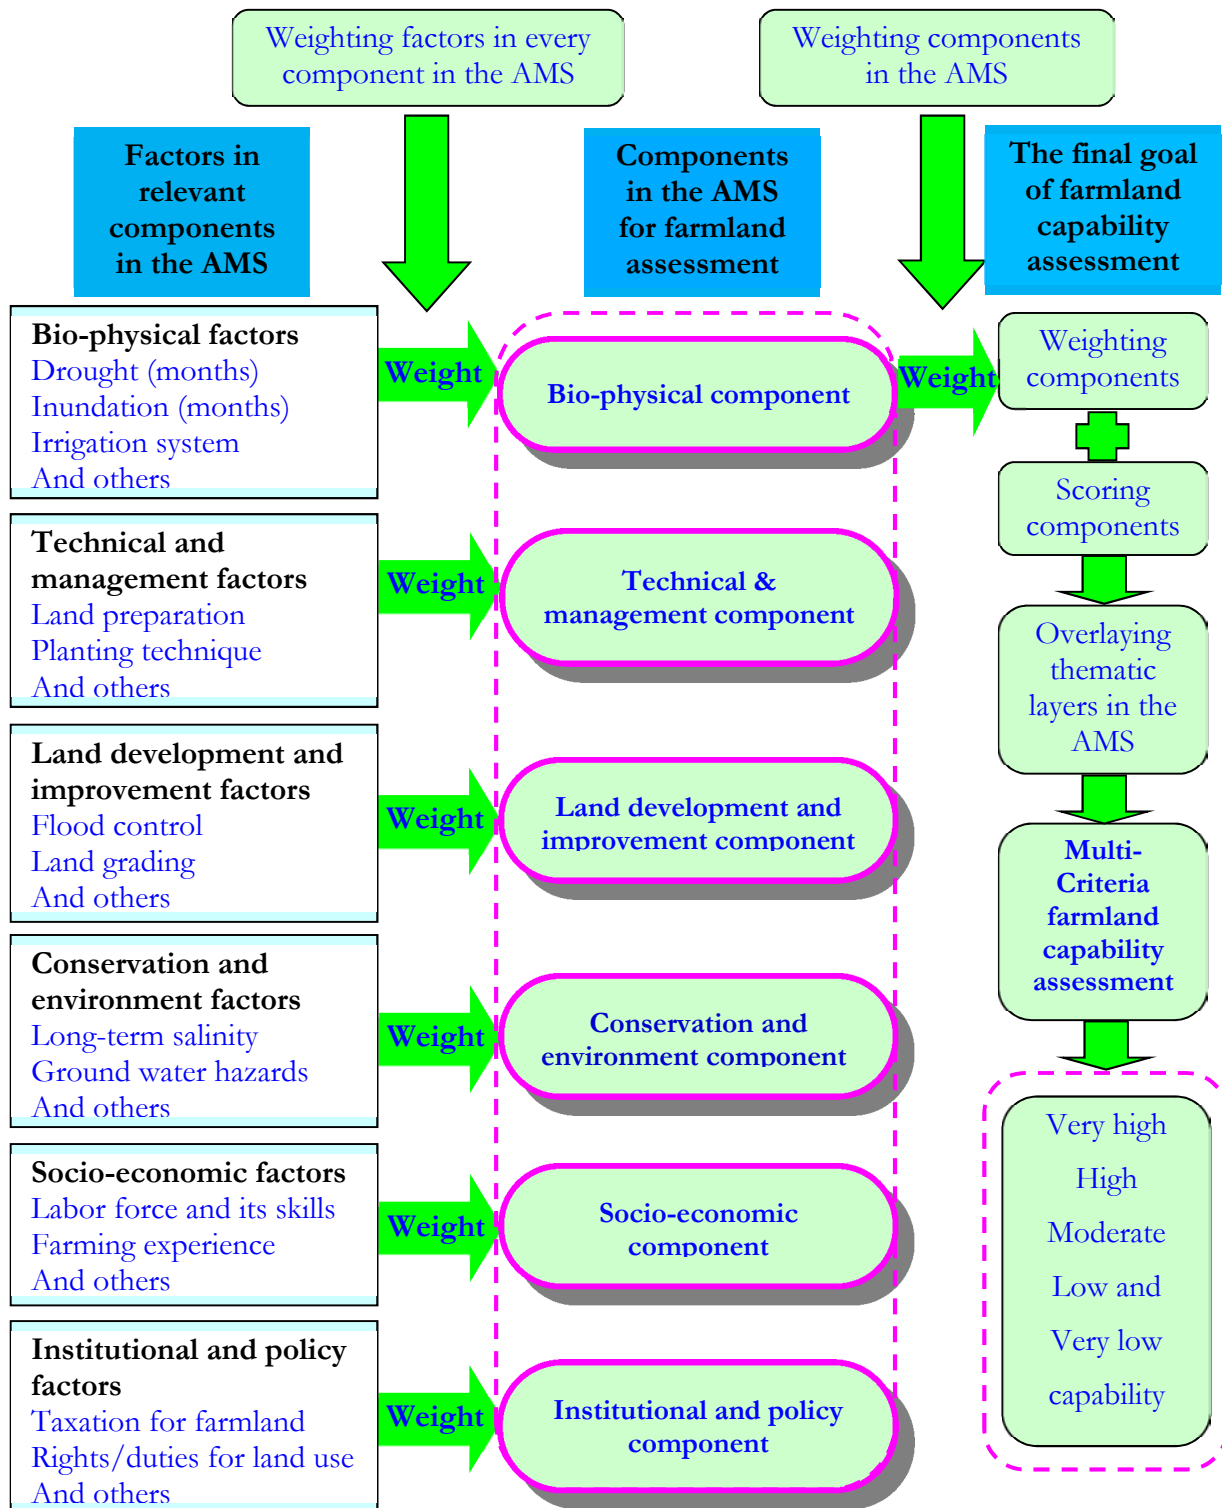 Weighting factors in every
component in the AMS
Weighting components
in the AMS
Factors in
relevant
components
in the AMS
Components
in the AMS
for farmland
assessment
The final goal
of farmland
capability
assessment
Bio-physical factors
Drought (months)
Inundation (months)
Irrigation system
And others
Weight
Bio-physical component
Weight
Weighting
components
Scoring
components
Technical and
management factors
Land preparation
Planting technique
And others
Weight
Technical &
management component
Overlaying
thematic
layers in the
AMS
Land development and
improvement factors
Flood control
Land grading
And others
Weight
Land development and
improvement component
Multi-
Criteria
farmland
capability
assessment
Conservation and
environment factors
Long-term salinity
Ground water hazards
And others
Weight
Conservation and
environment component
Very high
High
Moderate
Low and
Very low
capability
Socio-economic factors
Labor force and its skills
Farming experience
And others
Weight
Socio-economic
component
Institutional and policy
factors
Taxation for farmland
Rights/duties for land use
And others
Weight
Institutional and policy
component